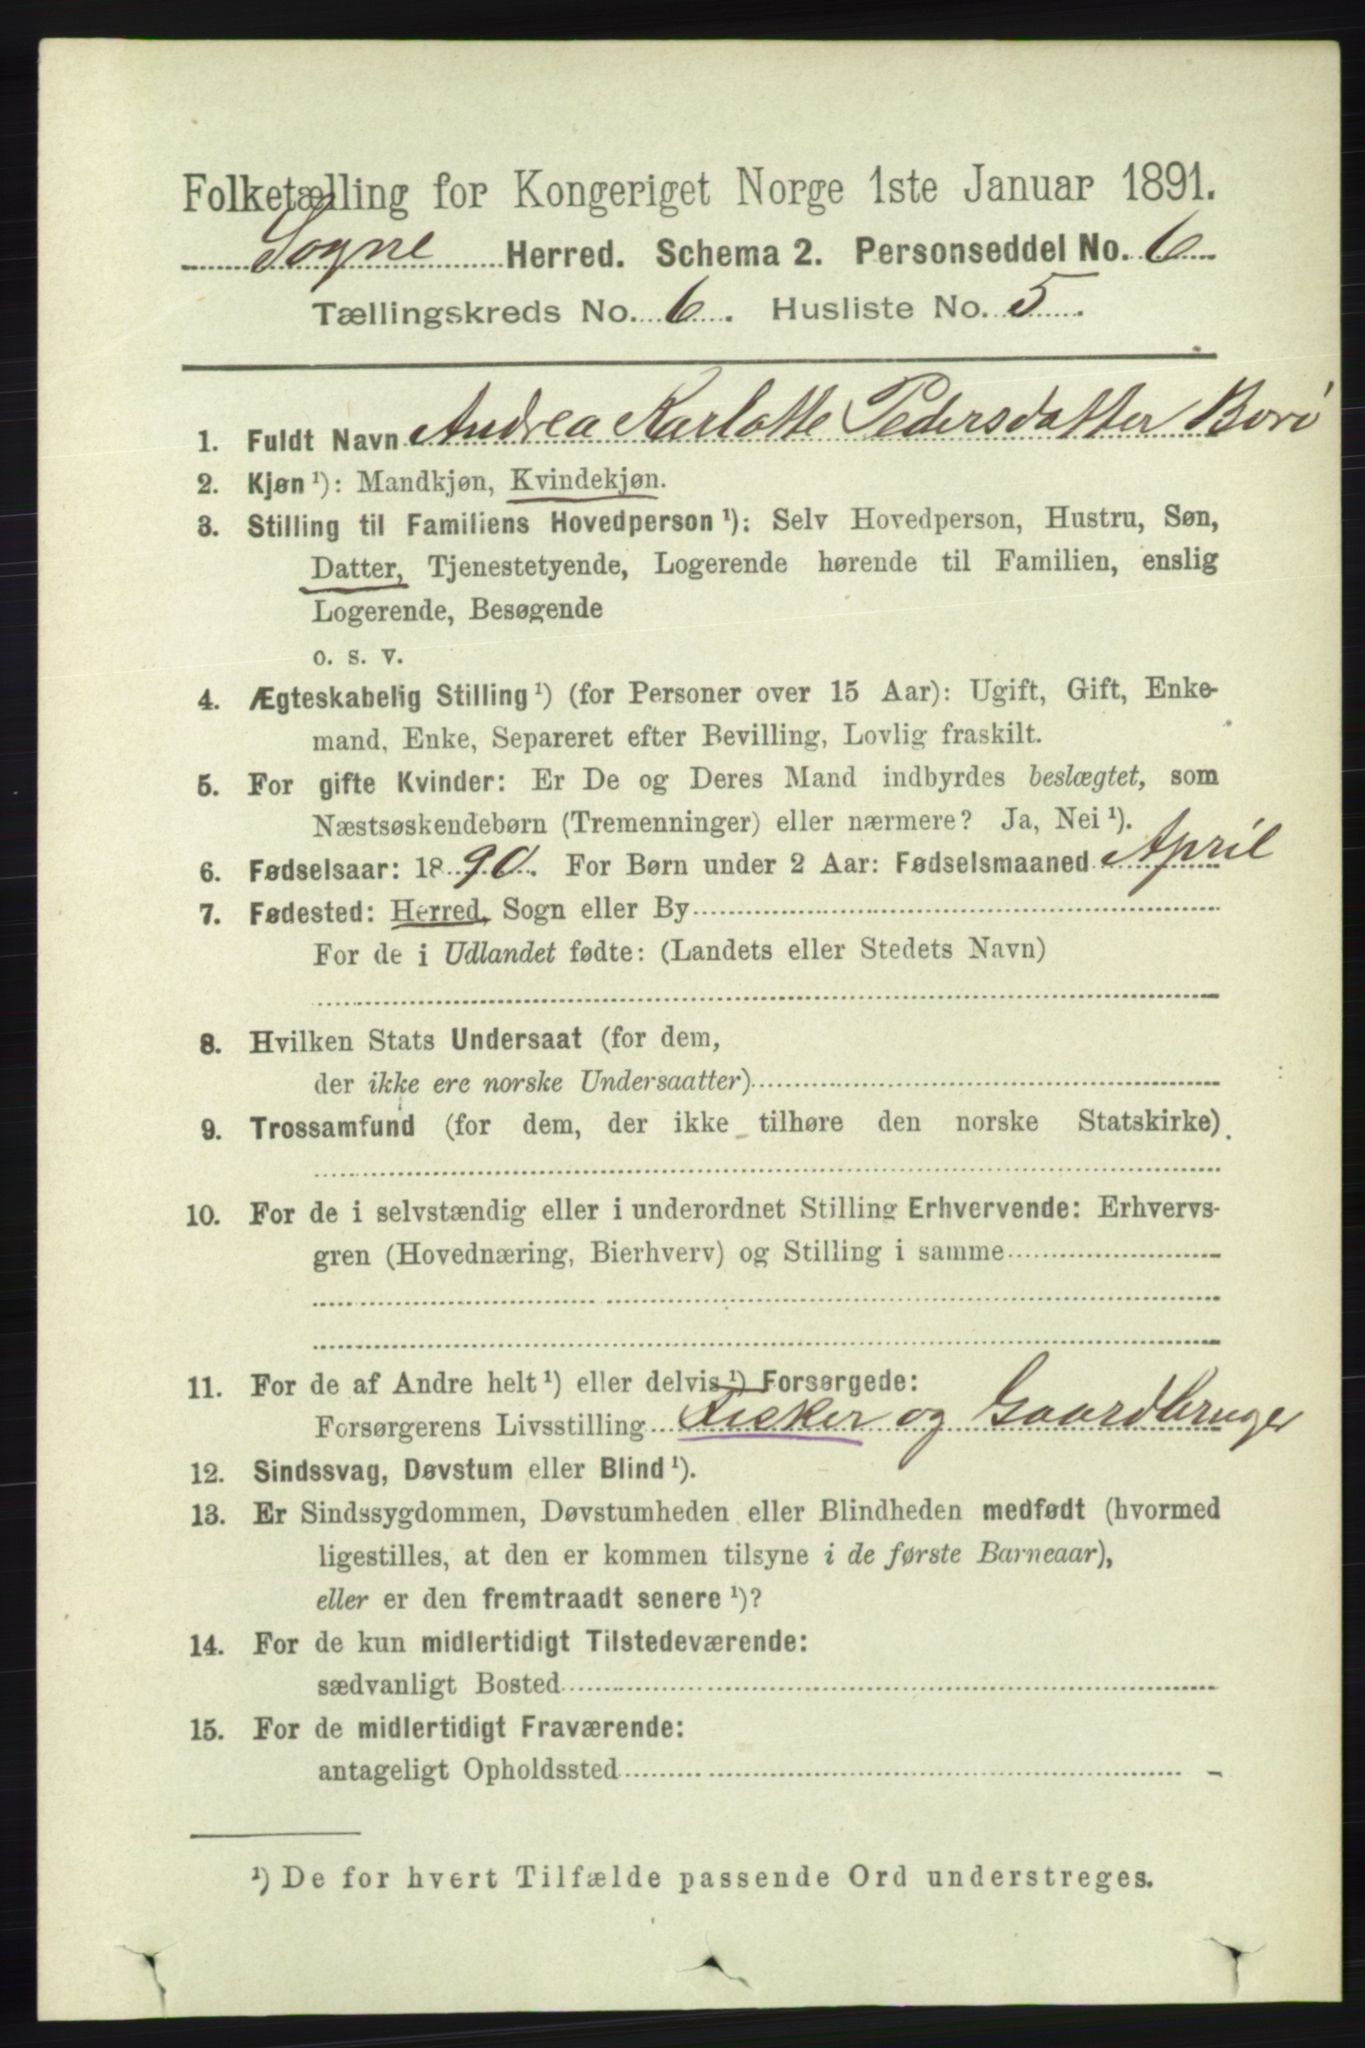 Folketælling for Kongeriget Norge 1ste Januar 1891.
Sogne Herred. Schema 2. Personseddel No. 6
Tællingskreds No. 6. Husliste No. 5.
1. Fuldt Navn Andrea Karlotte Pedersdatter Borö
2. Kjøn¹): Mandkjøn, Kvindekjøn.
3. Stilling til Familiens Hovedperson¹): Selv Hovedperson, Hustru, Søn,
Datter, Tjenestetyende, Logerende hørende til Familien, enslig
Logerende, Besøgende
o. s. v.
4. Ægteskabelig Stilling¹) (for Personer over 15 Aar): Ugift, Gift, Enke-
mand, Enke, Separeret efter Bevilling, Lovlig fraskilt.
5. For gifte Kvinder: Er De og Deres Mand indbyrdes beslægtet, som
Næstsøskendebørn (Tremenninger) eller nærmere? Ja, Nei¹).
6. Fødselsaar: 1890. For Børn under 2 Aar: Fødselsmaaned April
7. Fødested: Herred, Sogn eller By
For de i Udlandet fødte: (Landets eller Stedets Navn)
8. Hvilken Stats Undersaat (for dem,
der ikke ere norske Undersaatter)
9. Trossamfund (for dem, der ikke tilhøre den norske Statskirke)
10. For de i selvstændig eller i underordnet Stilling Erhvervende: Erhvervs-
gren (Hovednæring, Bierhverv) og Stilling i samme
11. For de af Andre helt¹) eller delvis¹) Forsørgede:
Forsørgerens Livsstilling Fisker og Gaardbruger
12. Sindssvag, Døvstum eller Blind¹).
13. Er Sindssygdommen, Døvstumheden eller Blindheden medfødt (hvormed
ligestilles, at den er kommen tilsyne i de første Barneaar),
eller er den fremtraadt senere¹)?
14. For de kun midlertidigt Tilstedeværende:
sædvanligt Bosted
15. For de midlertidigt Fraværende:
antageligt Opholdssted
¹) De for hvert Tilfælde passende Ord understreges.